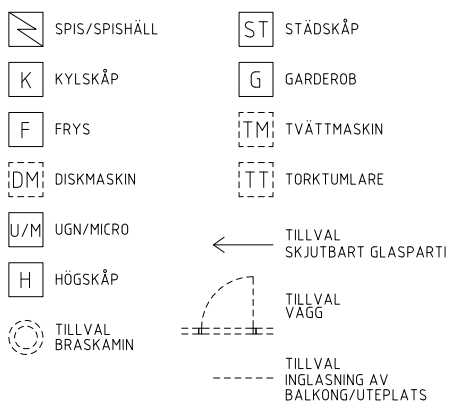 SPIS/SPISHÄLL
K KYLSKÅP
F FRYS
DM DISKMASKIN
U/M UGN/MICRO
H HÖGSKÅP
TILLVAL
BRASKAMIN
ST STÄDSKÅP
G GARDEROB
TM TVÄTTMASKIN
TT TORKTUMLARE
TILLVAL
SKJUTBART GLASPARTI
TILLVAL
VÄGG
TILLVAL
INGLASNING AV
BALKONG/UTEPLATS